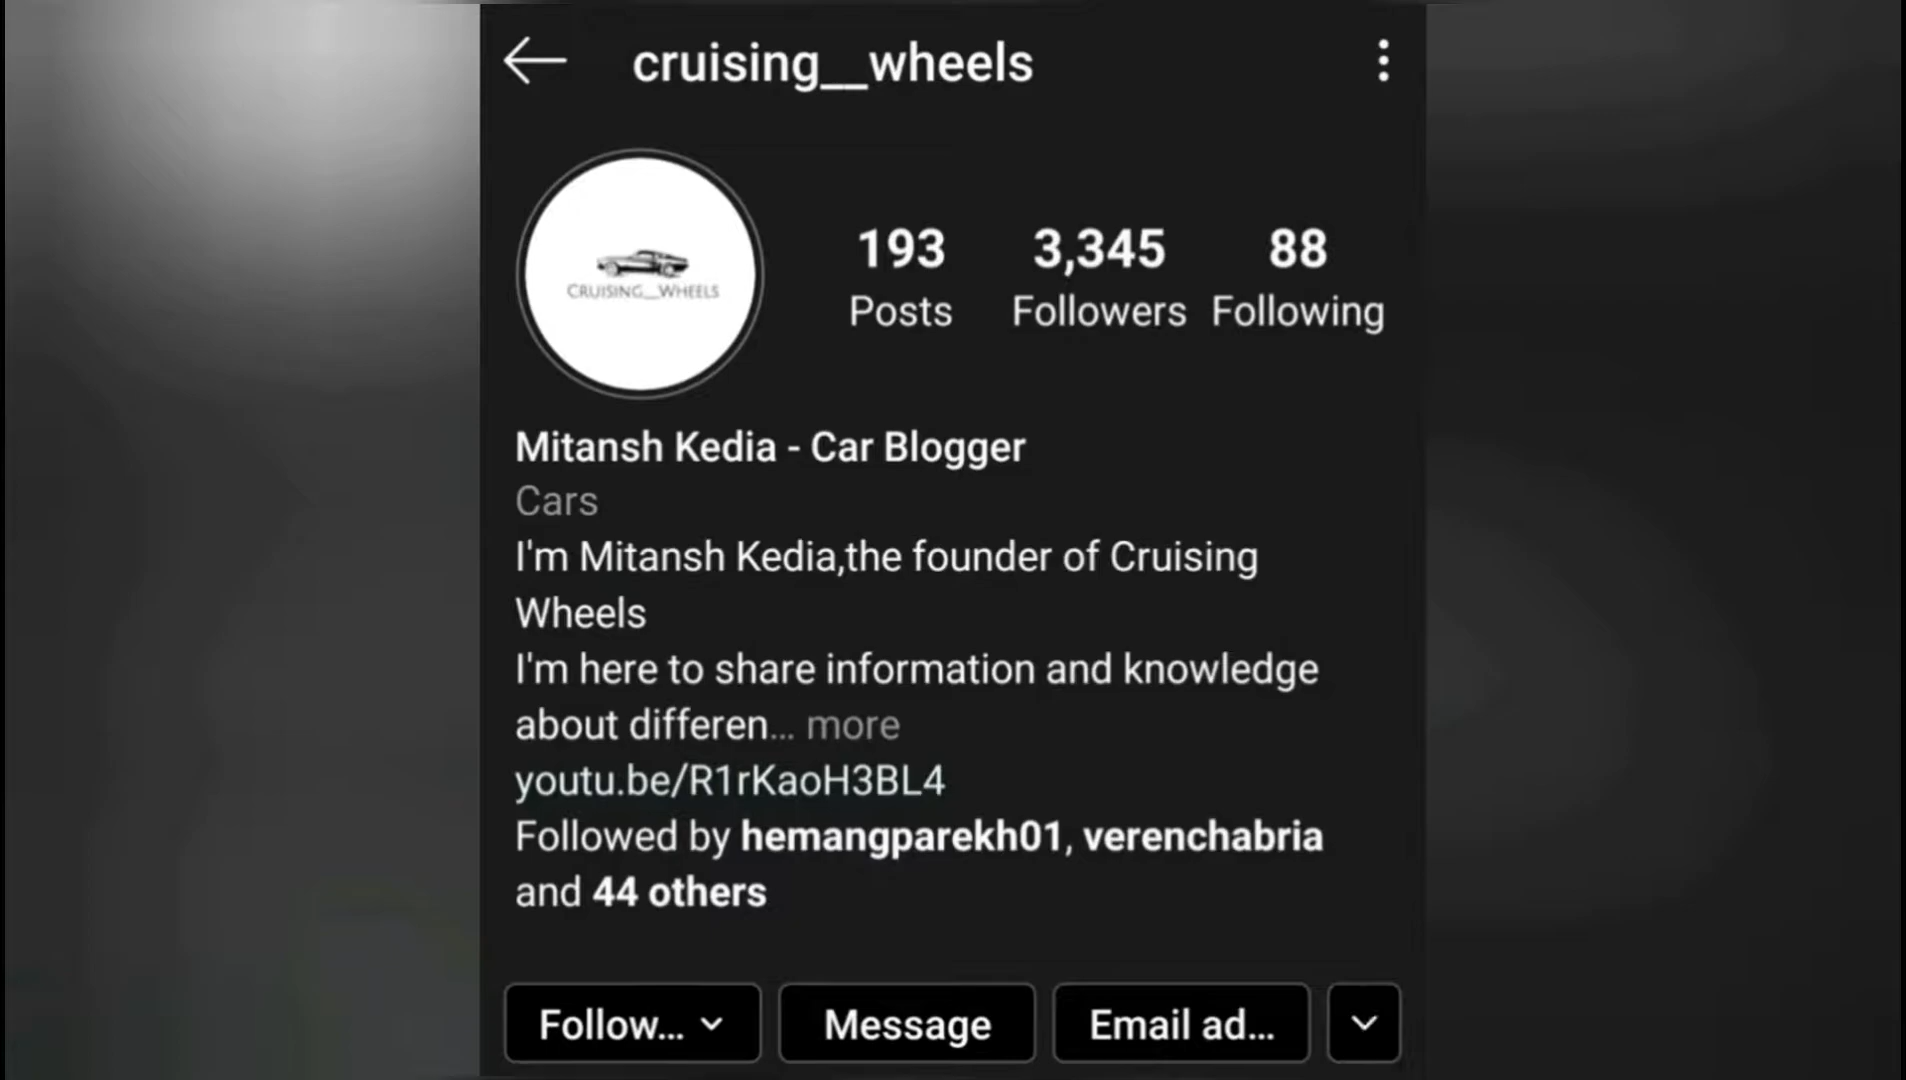 cruising__wheels
CRUISING__WHEELS
193
3,345
88
Posts
Followers
Following
Mitansh Kedia - Car Blogger
Cars
I'm Mitansh Kedia,the founder of Cruising
Wheels
I'm here to share information and knowledge
about differen... more
youtu.be/R1rKaoH3BL4
Followed by hemangparekh01, verenchabria
and 44 others
Follow...
Message
Email ad...